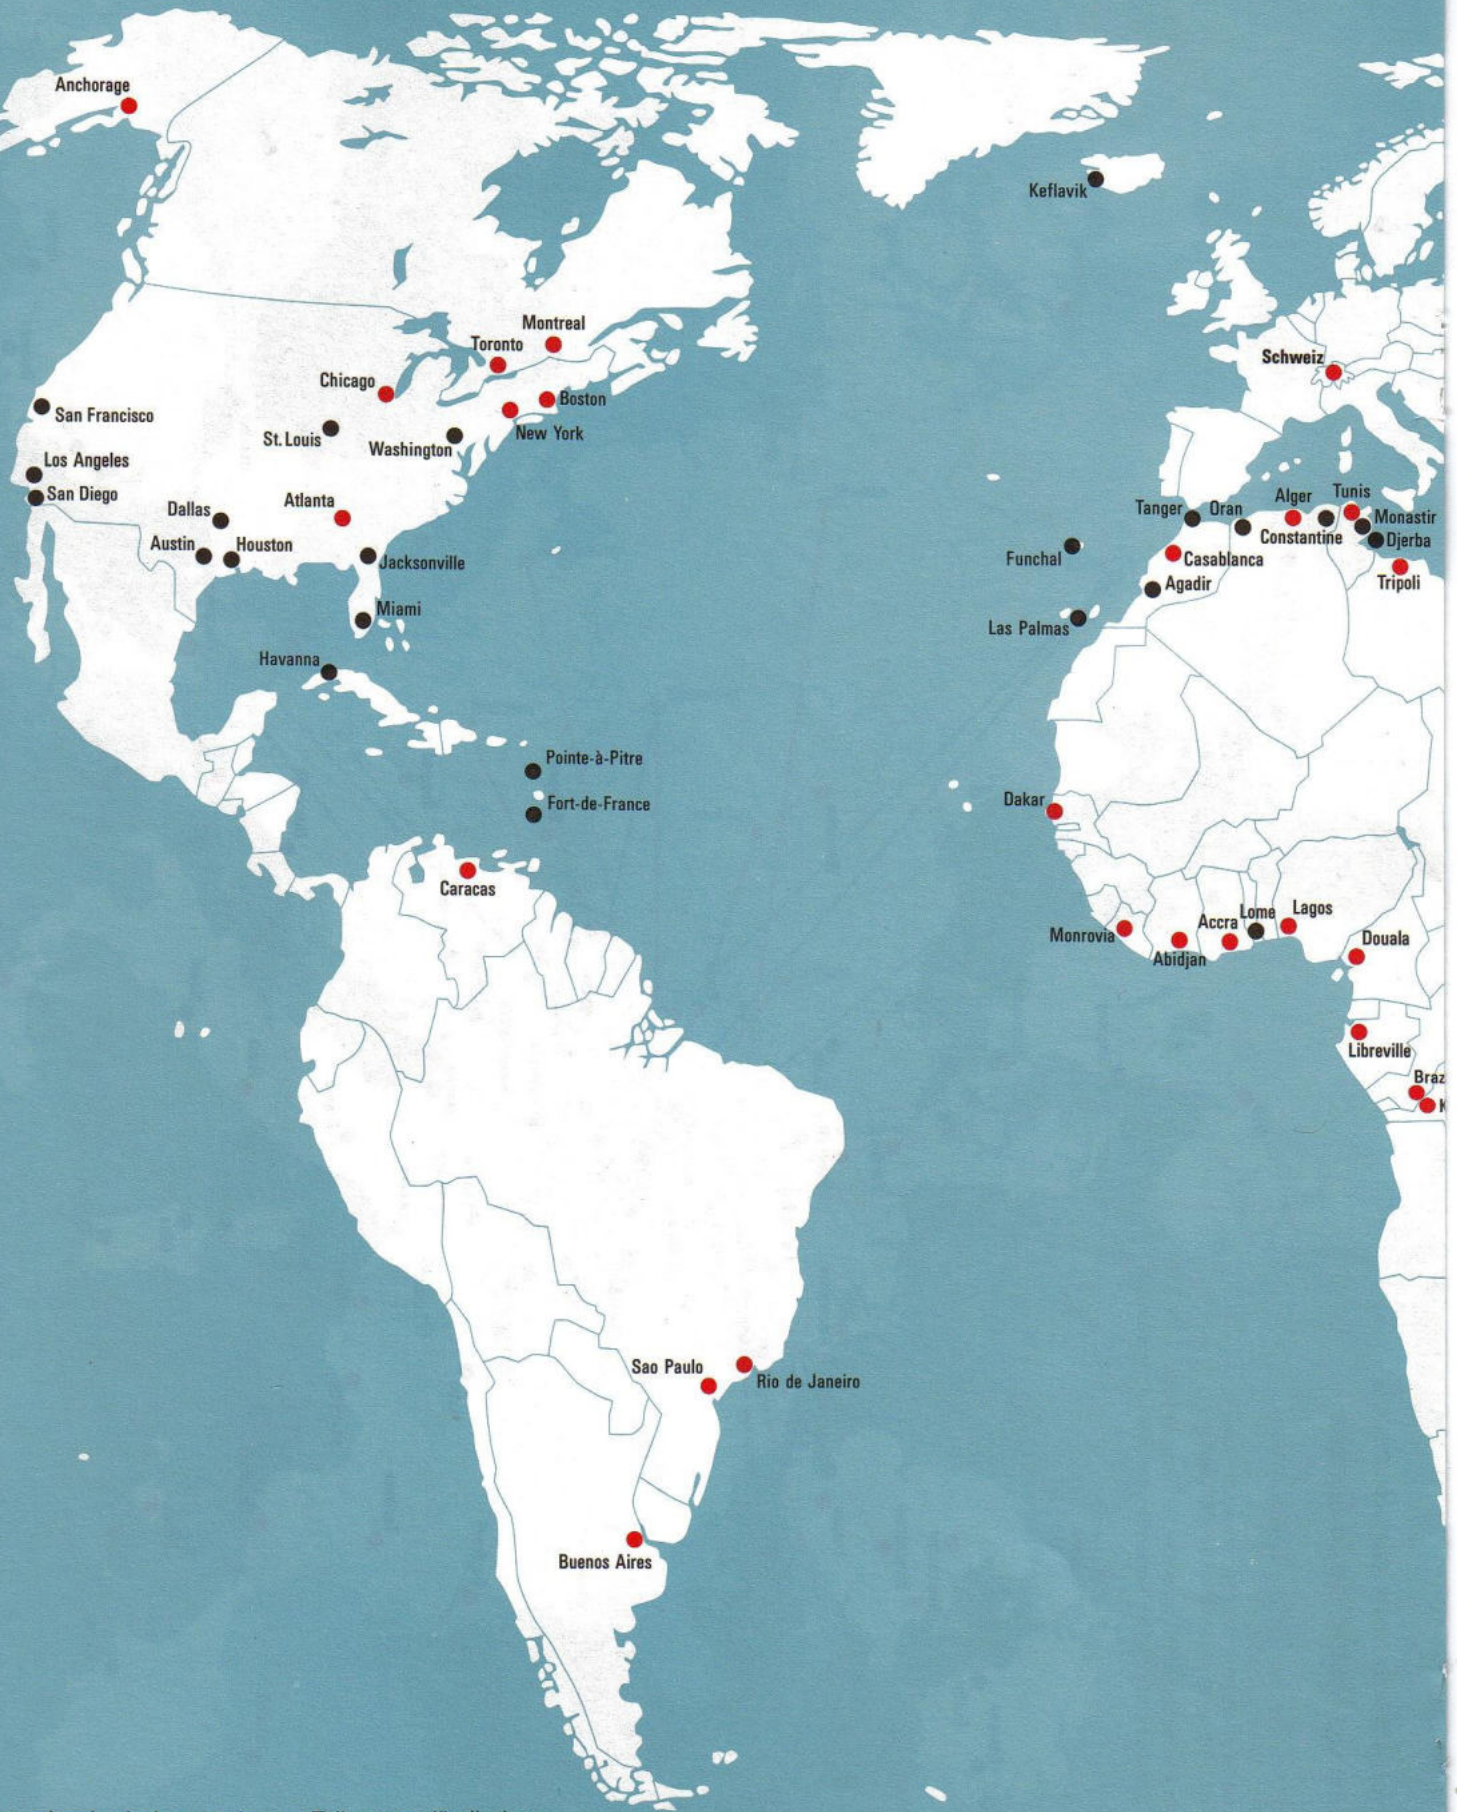 Anchorage
Keflavik
Montreal
Toronto
Schweiz
Chicago
Boston
San Francisco
New York
St. Louis
Washington
Los Angeles
San Diego
Dallas
Atlanta
Tanger
Oran
Alger
Tunis
Monastir
Constantine
Djerba
Austin
Houston
Jacksonville
Funchal
Casablanca
Agadir
Tripoli
Miami
Las Palmas
Havanna
Pointe-à-Pitre
Fort-de-France
Dakar
Caracas
Monrovia
Abidjan
Accra
Lome
Lagos
Douala
Libreville
Braz
K
Sao Paulo
Rio de Janeiro
Buenos Aires